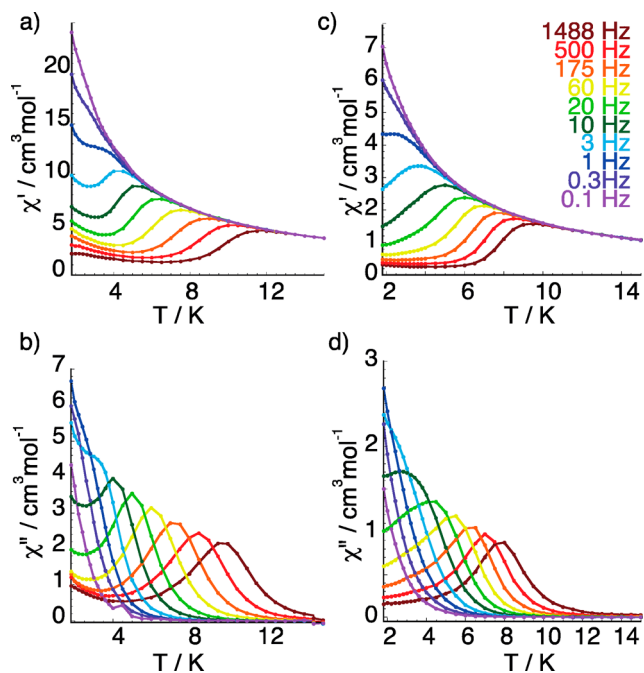 a)
20
15
10
5
0
χ' / cm³mol⁻¹
4 8 12
T / K
c)
7
6
5
4
3
2
1
0
χ' / cm³mol⁻¹
2 4 6 8 10 12 14
T / K
1488 Hz
500 Hz
175 Hz
60 Hz
20 Hz
10 Hz
3 Hz
1 Hz
0.3Hz
0.1 Hz
b)
7
6
5
4
3
2
1
0
χ" / cm³mol⁻¹
4 8 12
T / K
d)
3
2
1
0
χ" / cm³mol⁻¹
2 4 6 8 10 12 14
T / K